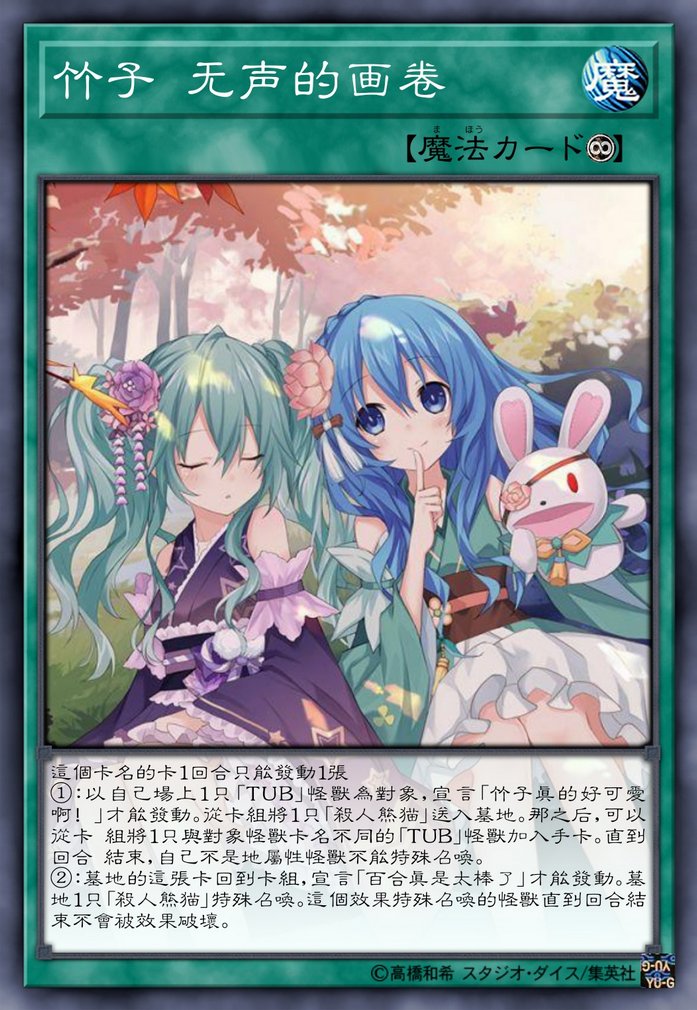 竹子 无声的画卷
魔
【魔法カード】
ま ほう
這個卡名的卡1回合只能發動1張
①:以自己場上1只「TUB」怪獸為對象,宣言「竹子真的好可愛
啊! 」才能發動。從卡組將1只「殺人熊猫」送入墓地。那之后,可以
從卡 組將1只與對象怪獸卡名不同的「TUB」怪獸加入手卡。直到
回合 結束,自己不是地屬性怪獸不能特殊召喚。
②:墓地的這張卡回到卡組,宣言「百合真是太棒了」才能發動。墓
地1只「殺人熊猫」特殊召喚。這個效果特殊召喚的怪獸直到回合結
束不會被效果破壞。
©高橋和希 スタジオ・ダイス/集英社
YU-G
YU-G